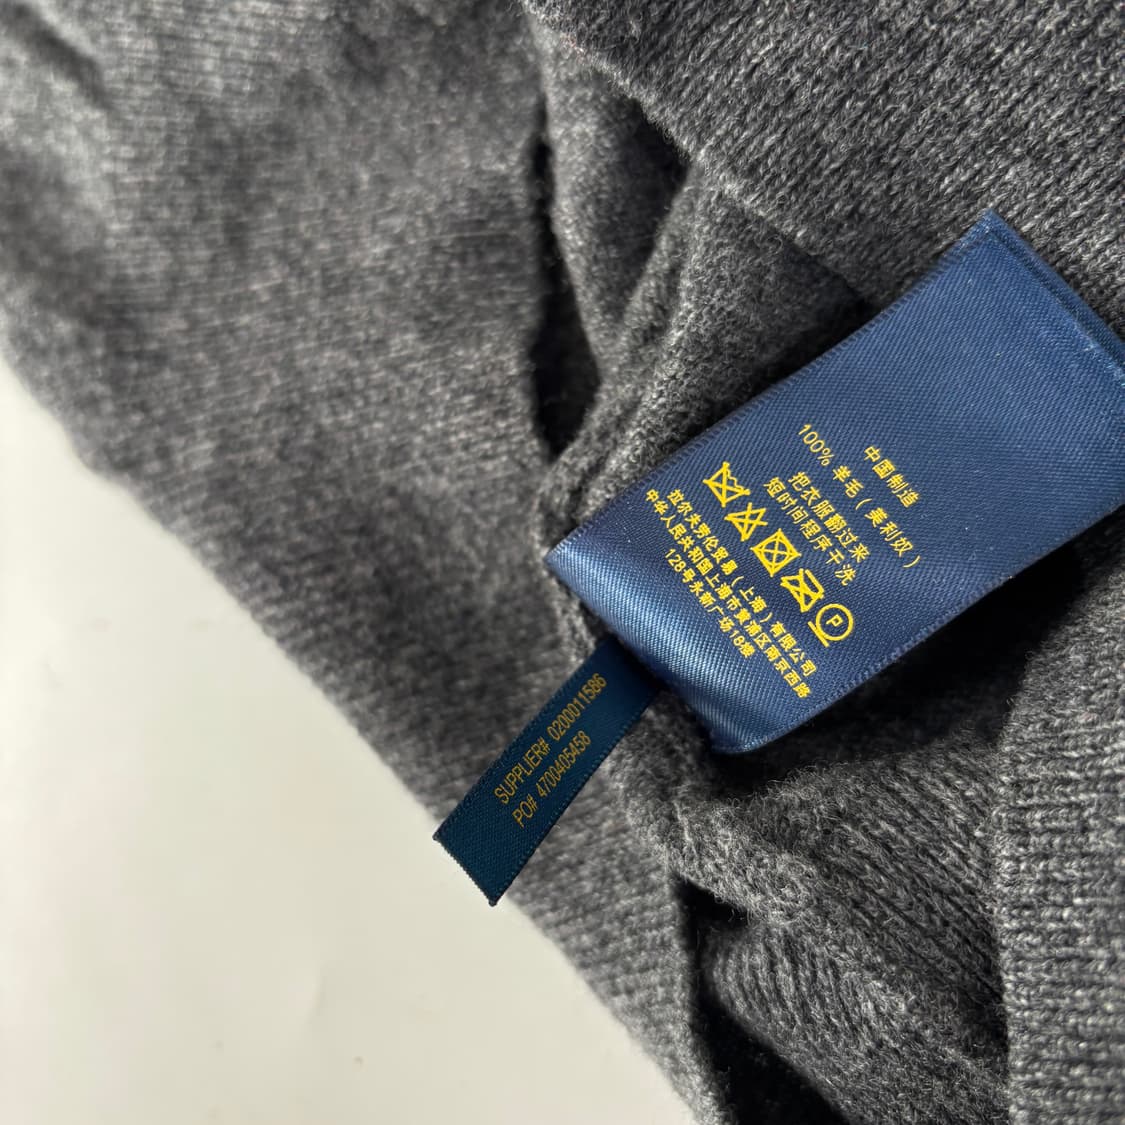 中国制造
100% 羊毛 ( 美利奴 )
把衣服翻过来
短时间程序干洗
P
拉尔夫劳伦贸易 ( 上海 ) 有限公司
中华人民共和国上海市黄浦区南京西路
128号永新广场18楼
SUPPLIER# 0200011586
PO# 4700405458